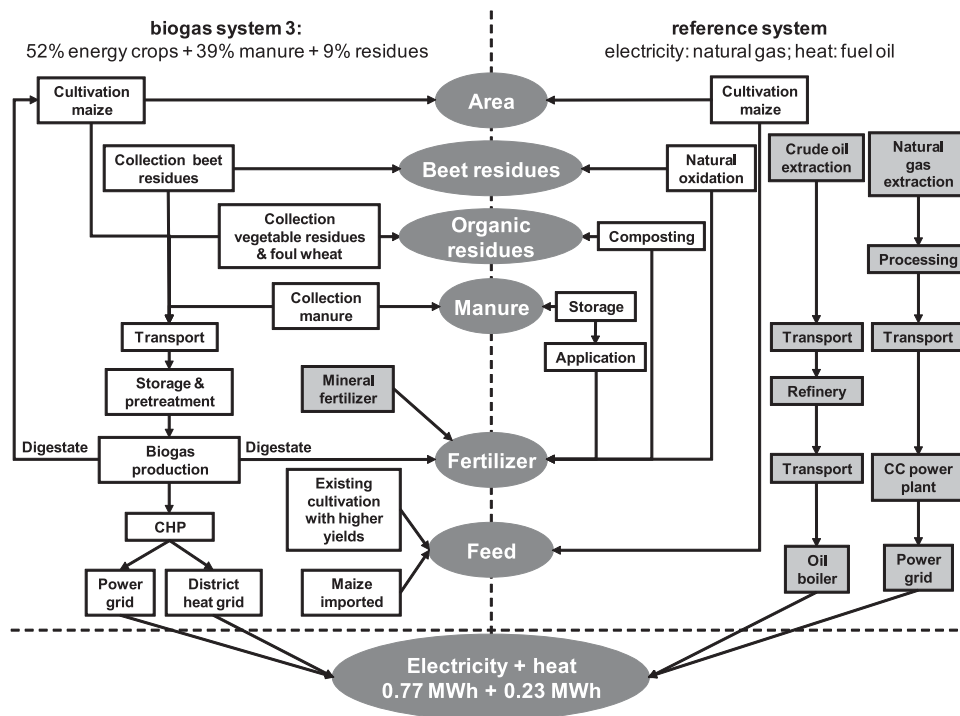 biogas system 3:
52% energy crops + 39% manure + 9% residues
reference system
electricity: natural gas; heat: fuel oil
Cultivation
maize
Area
Cultivation
maize
Collection beet
residues
Beet residues
Natural
oxidation
Crude oil
extraction
Natural
gas
extraction
Collection
vegetable residues
& foul wheat
Organic
residues
Composting
Processing
Collection
manure
Manure
Storage
Transport
Application
Transport
Transport
Storage &
pretreatment
Mineral
fertilizer
Refinery
Digestate
Biogas
production
Digestate
Fertilizer
Transport
CC power
plant
Existing
cultivation
with higher
yields
CHP
Feed
Power
grid
District
heat grid
Maize
imported
Oil
boiler
Power
grid
Electricity + heat
0.77 MWh + 0.23 MWh